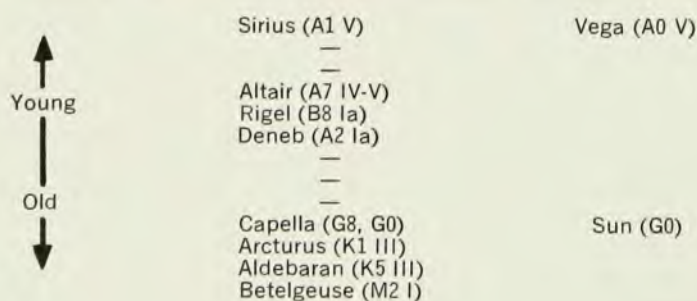 Sirius (A1 V) Vega (A0 V)
—
—
Altair (A7 IV-V)
Young
Rigel (B8 Ia)
Deneb (A2 Ia)
—
—
Old
—
Capella (G8, G0) Sun (G0)
Arcturus (K1 III)
Aldebaran (K5 III)
Betelgeuse (M2 I)